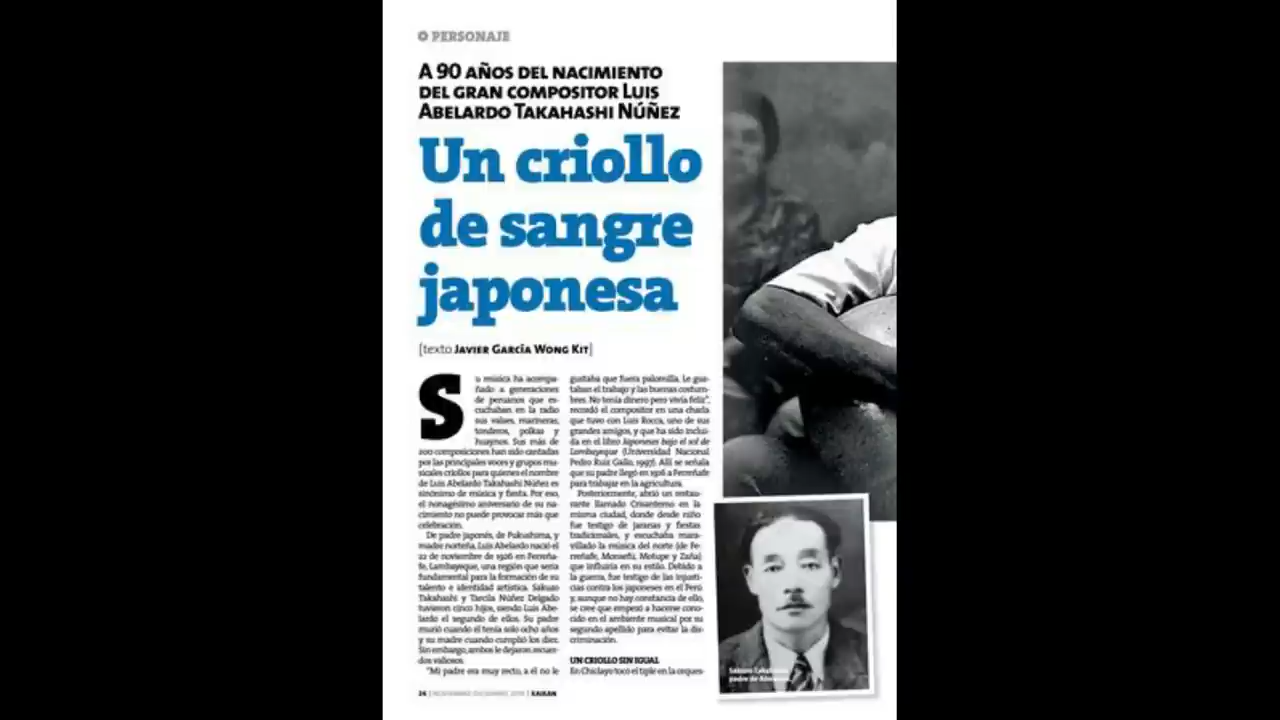 PERSONAJE
A 90 AÑOS DEL NACIMIENTO
DEL GRAN COMPOSITOR LUIS
ABELARDO TAKAHASHI NÚÑEZ
Un criollo
de sangre
japonesa
[texto JAVIER GARCÍA WONG KIT]
Su música ha acompa-
ñado a generaciones
de peruanos que es-
cuchaban en la radio
sus valses, marineras,
tonderos, polkas y
huaynos. Sus más de
200 composiciones han sido cantadas
por las principales voces y grupos mu-
sicales criollos para quienes el nombre
de Luis Abelardo Takahashi Núñez es
sinónimo de música y fiesta. Por eso,
el nonagésimo aniversario de su na-
cimiento no puede provocar más que
celebración.
De padre japonés, de Fukushima, y
madre norteña, Luis Abelardo nació el
22 de noviembre de 1926 en Ferreña-
fe, Lambayeque, una región que sería
fundamental para la formación de su
talento e identidad artística. Sakuzo
Takahashi y Tarcila Núñez Delgado
tuvieron cinco hijos, siendo Luis Abe-
lardo el segundo de ellos. Su padre
murió cuando él tenía solo ocho años
y su madre cuando cumplió los diez.
Sin embargo, ambos le dejaron recuer-
dos valiosos.
"Mi padre era muy recto, a él no le
gustaba que fuera palomilla. Le gus-
taban el trabajo y las buenas costum-
bres. No tenía dinero pero vivía feliz",
recordó el compositor en una charla
que tuvo con Luis Rocca, uno de sus
grandes amigos, y que ha sido inclui-
da en el libro Japoneses bajo el sol de
Lambayeque (Universidad Nacional
Pedro Ruiz Gallo, 1997). Allí se señala
que su padre llegó en 1916 a Ferreñafe
para trabajar en la agricultura.
Posteriormente, abrió un restau-
rante llamado Crisantemo en la
misma ciudad, donde desde niño
fue testigo de jaranas y fiestas
tradicionales, y escuchaba mara-
villado la música del norte (de Fe-
rreñafe, Monsefú, Motupe y Zaña)
que influiría en su estilo. Debido a
la guerra, fue testigo de las injusti-
cias contra los japoneses en el Perú
y, aunque no hay constancia de ello,
se cree que empezó a hacerse cono-
cido en el ambiente musical por su
segundo apellido para evitar la dis-
criminación.
UN CRIOLLO SIN IGUAL
En Chiclayo tocó el tiple en la orques-
Sakuzo Takahashi,
padre de Abelardo.
26 | NOVIEMBRE-DICIEMBRE 2016 | KAIKAN